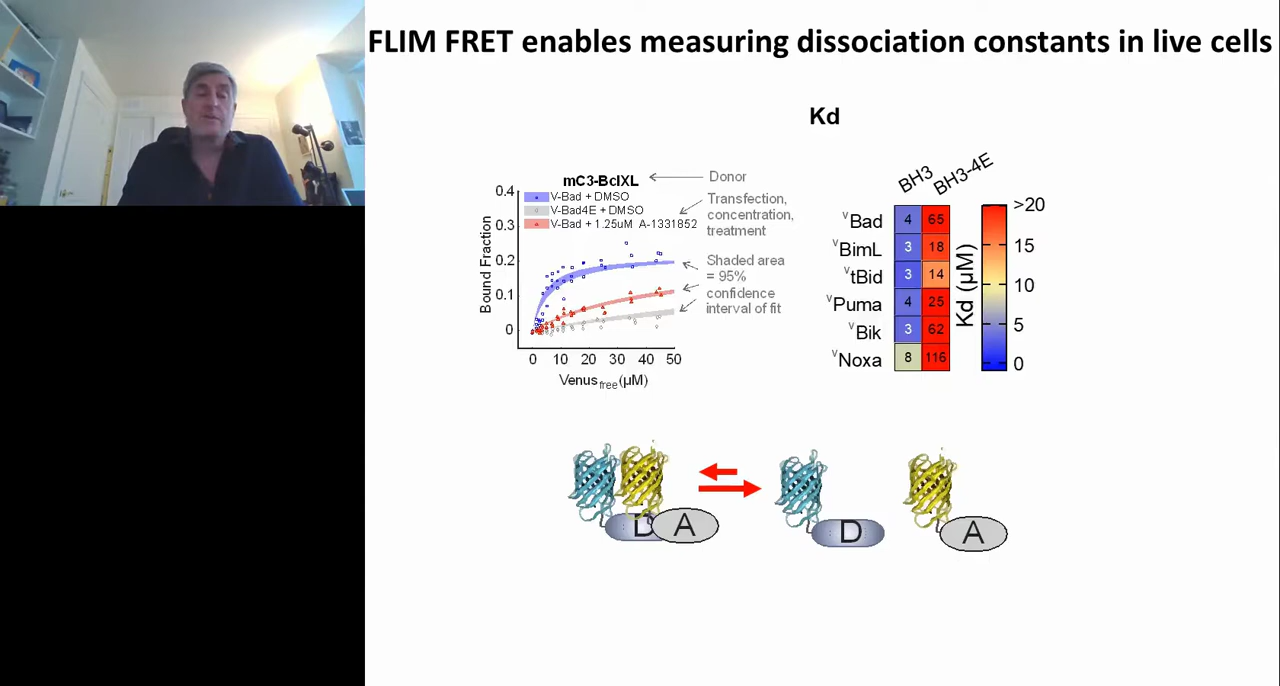 FLIM FRET enables measuring dissociation constants in live cells
Kd
mC3-BclXL
Donor
V-Bad + DMSO
V-Bad4E + DMSO
V-Bad + 1.25uM A-1331852
Transfection,
concentration,
treatment
Shaded area
= 95%
confidence
interval of fit
Bound Fraction
0.4
0.3
0.2
0.1
0
0 10 20 30 40 50
Venusfree(µM)
BH3 BH3-4E
vBad 4 65
vBimL 3 18
vtBid 3 14
vPuma 4 25
vBik 3 62
vNoxa 8 116
Kd (µM)
>20
15
10
5
0
D A
D
A